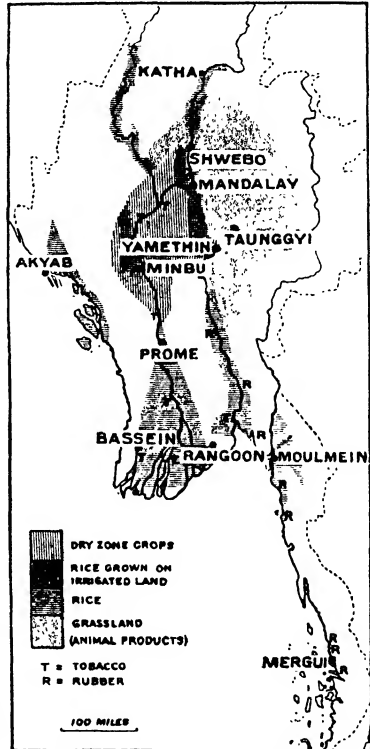 KATHA
SHWEBO
MANDALAY
TAUNGGYI
YAMETHIN
MINBU
AKYAB
PROME
R
R
R
BASSEIN
RANGOON
MOULMEIN
R
R
DRY ZONE CROPS
RICE GROWN ON
IRRIGATED LAND
RICE
GRASSLAND
(ANIMAL PRODUCTS)
T = TOBACCO
R = RUBBER
MERGUI
R
R
R
100 MILES